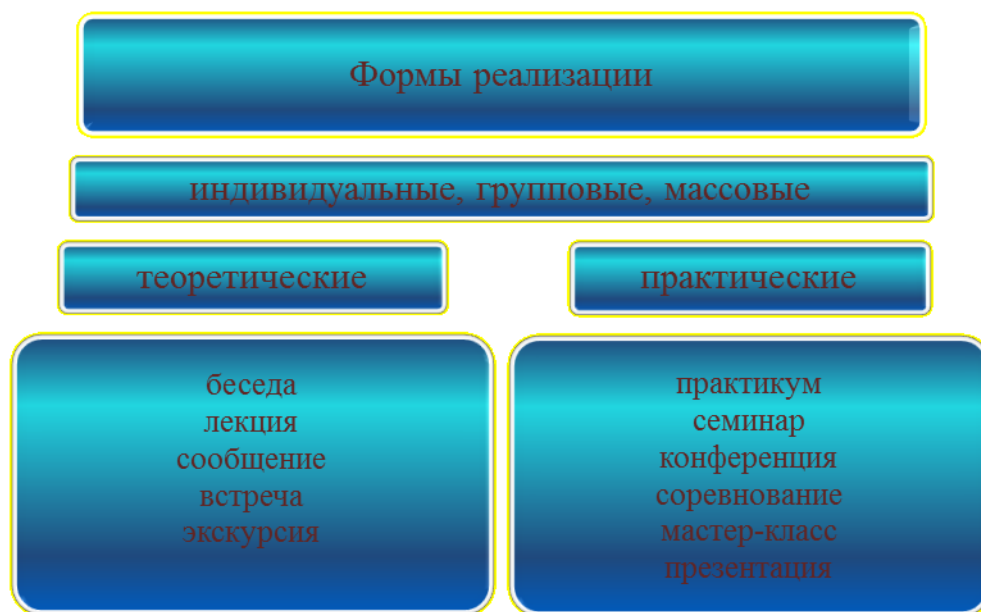 Формы реализации
индивидуальные, групповые, массовые
теоретические
практические
беседа
лекция
сообщение
встреча
экскурсия
практикум
семинар
конференция
соревнование
мастер-класс
презентация